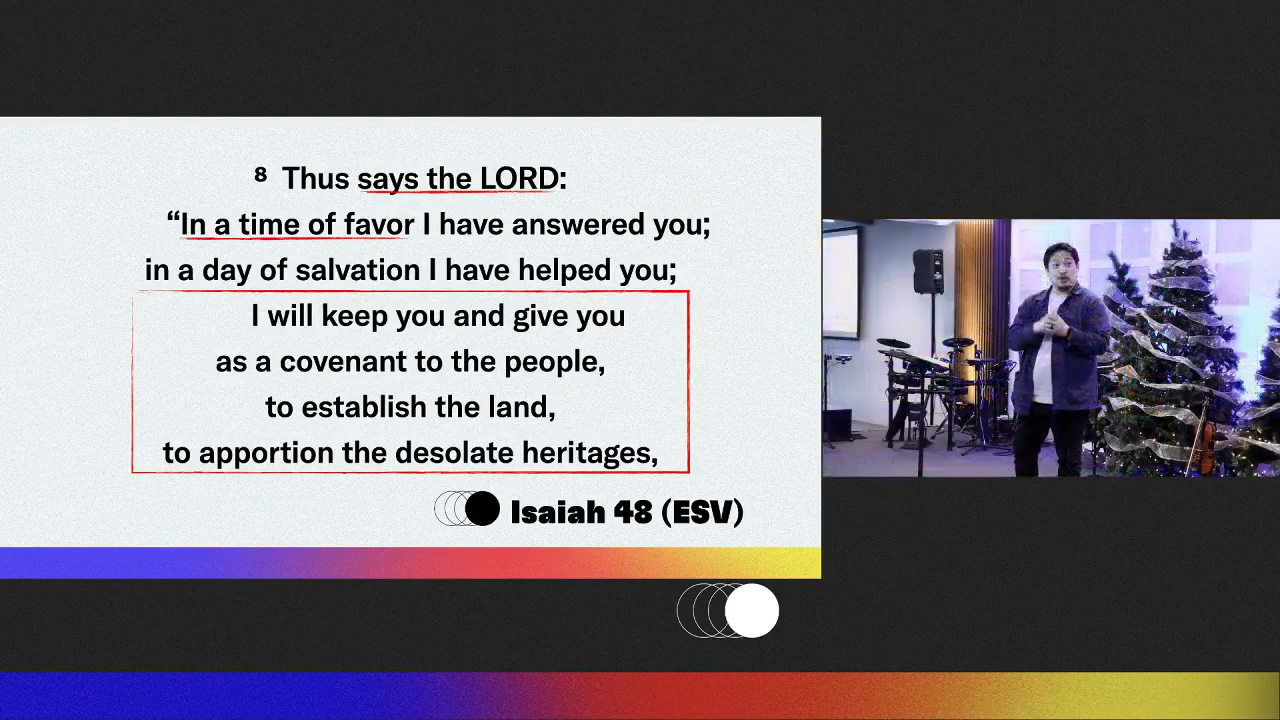 ⁸ Thus says the LORD:
“In a time of favor I have answered you;
in a day of salvation I have helped you;
I will keep you and give you
as a covenant to the people,
to establish the land,
to apportion the desolate heritages,
Isaiah 48 (ESV)